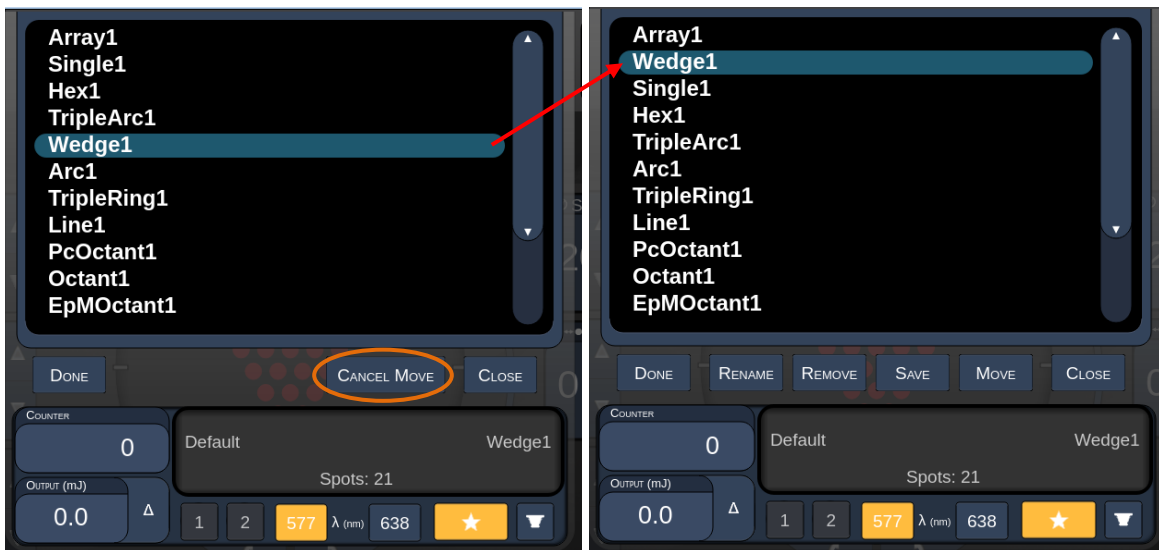 Array1
Single1
Hex1
TripleArc1
Wedge1
Arc1
TripleRing1
Line1
PcOctant1
Octant1
EpMOctant1
DONE CANCEL MOVE CLOSE
COUNTER
0
Default Wedge1
Spots: 21
OUTPUT (mJ)
0.0 Δ
1 2 577 λ (nm) 638
Array1
Wedge1
Single1
Hex1
TripleArc1
Arc1
TripleRing1
Line1
PcOctant1
Octant1
EpMOctant1
DONE RENAME REMOVE SAVE MOVE CLOSE
COUNTER
0
Default Wedge1
Spots: 21
OUTPUT (mJ)
0.0 Δ
1 2 577 λ (nm) 638